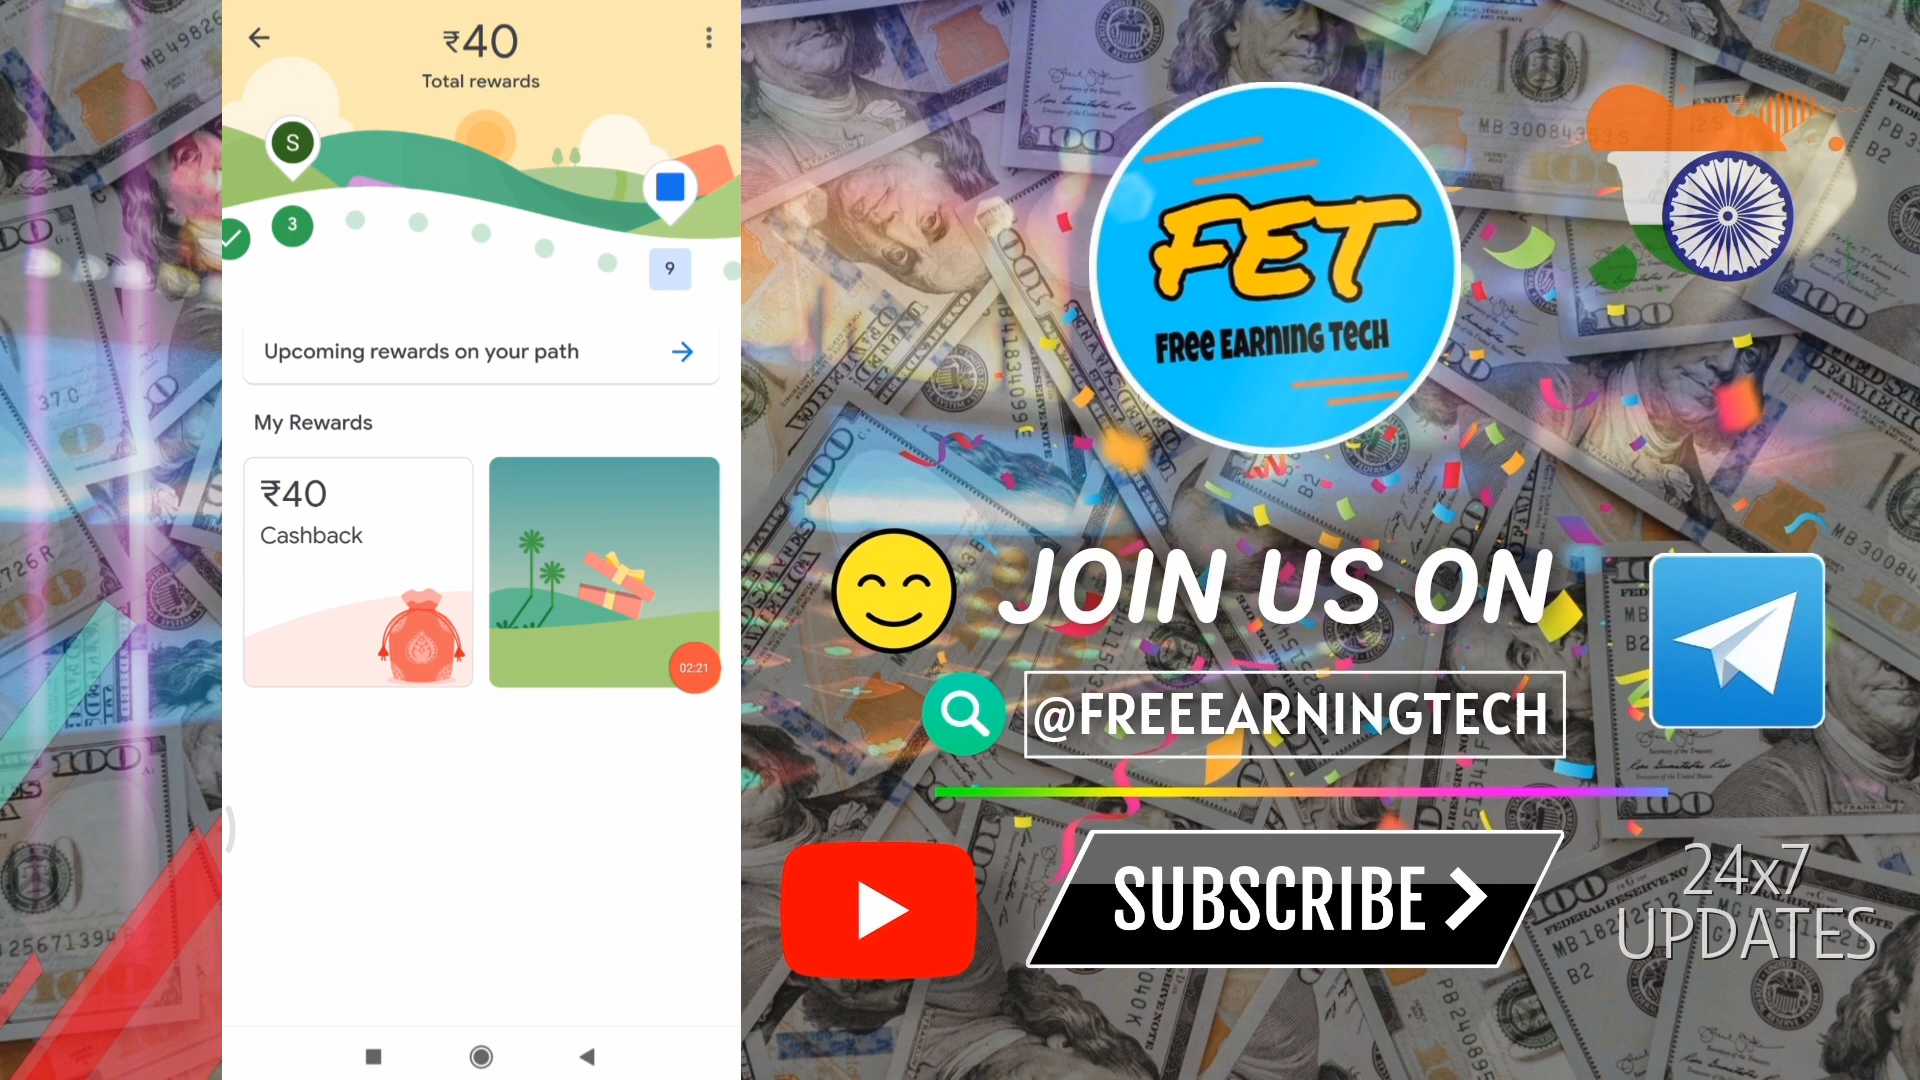 ₹40
Total rewards
S
3
9
Upcoming rewards on your path
My Rewards
₹40
Cashback
02:21
FET
FREE EARNING TECH
JOIN US ON
@FREEEARNINGTECH
SUBSCRIBE
24x7
UPDATES